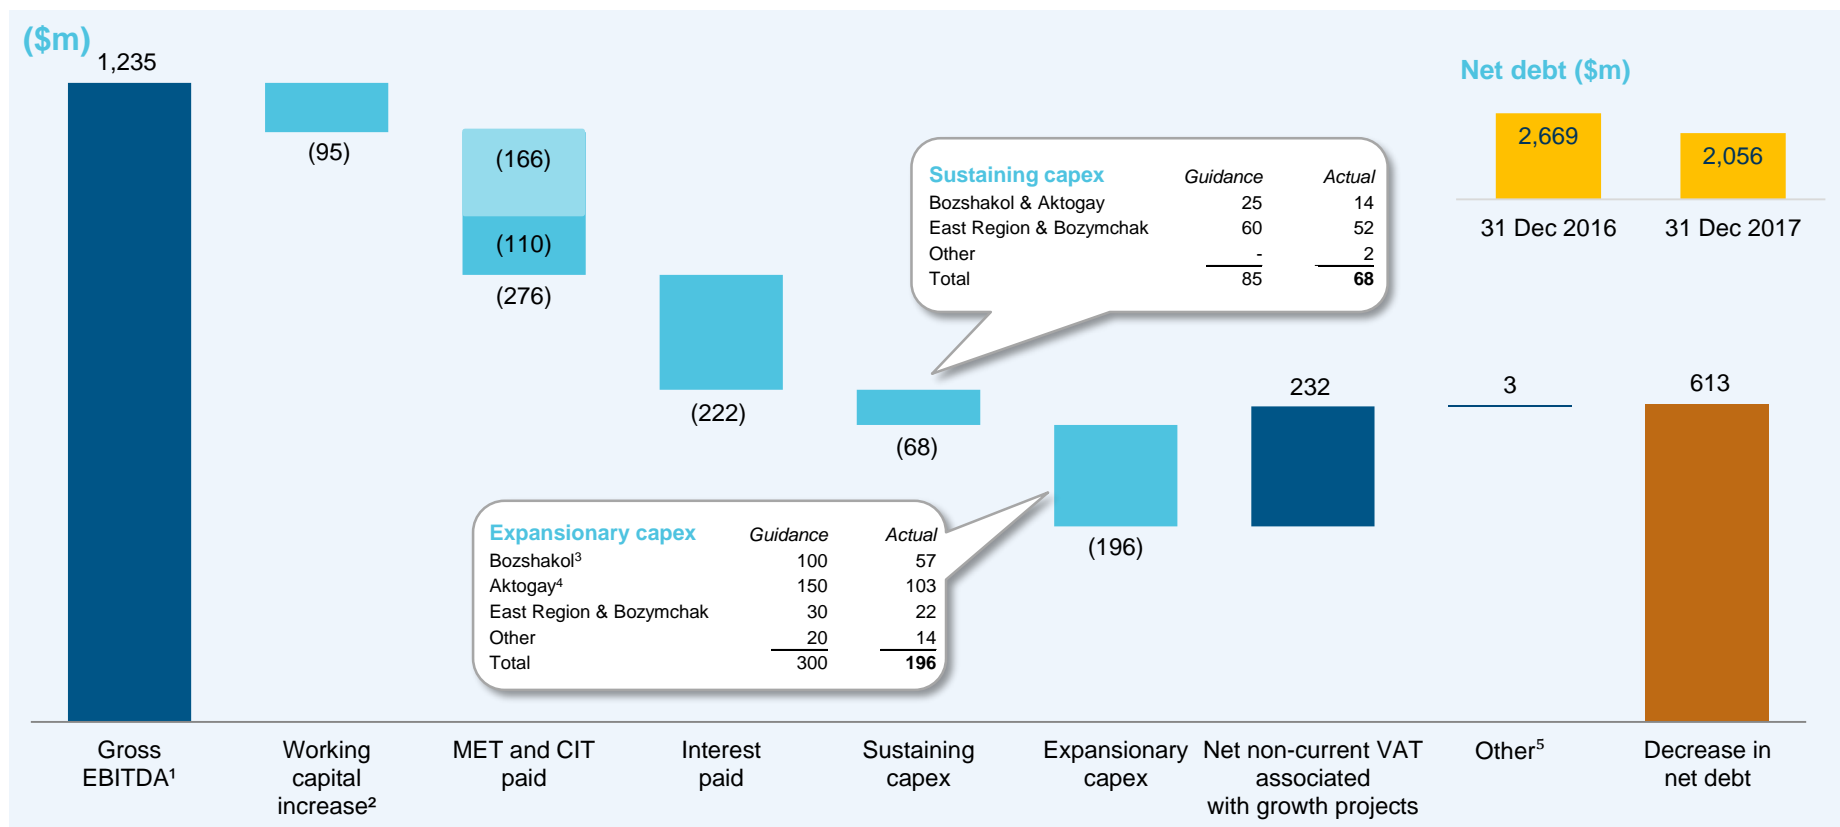 ($m)
1,235
(95)
(166)
(110)
(276)
(222)
(68)
(196)
232
3
613
Net debt ($m)
2,669
2,056
31 Dec 2016 31 Dec 2017
Sustaining capex Guidance Actual
Bozshakol & Aktogay 25 14
East Region & Bozymchak 60 52
Other - 2
Total 85 68
Expansionary capex Guidance Actual
Bozshakol³ 100 57
Aktogay⁴ 150 103
East Region & Bozymchak 30 22
Other 20 14
Total 300 196
Gross
EBITDA¹
Working
capital
increase²
MET and CIT
paid
Interest
paid
Sustaining
capex
Expansionary
capex
Net non-current VAT
associated
with growth projects
Other⁵
Decrease in
net debt